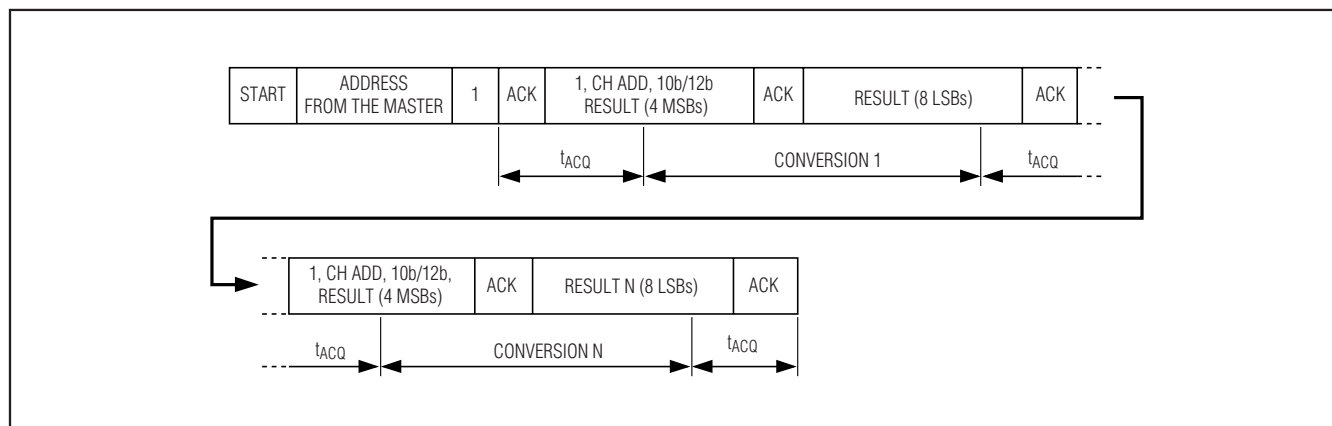 START
ADDRESS
FROM THE MASTER
1
ACK
1, CH ADD, 10b/12b
RESULT (4 MSBs)
ACK
RESULT (8 LSBs)
ACK
tACQ
CONVERSION 1
tACQ
1, CH ADD, 10b/12b,
RESULT (4 MSBs)
ACK
RESULT N (8 LSBs)
ACK
tACQ
CONVERSION N
tACQ